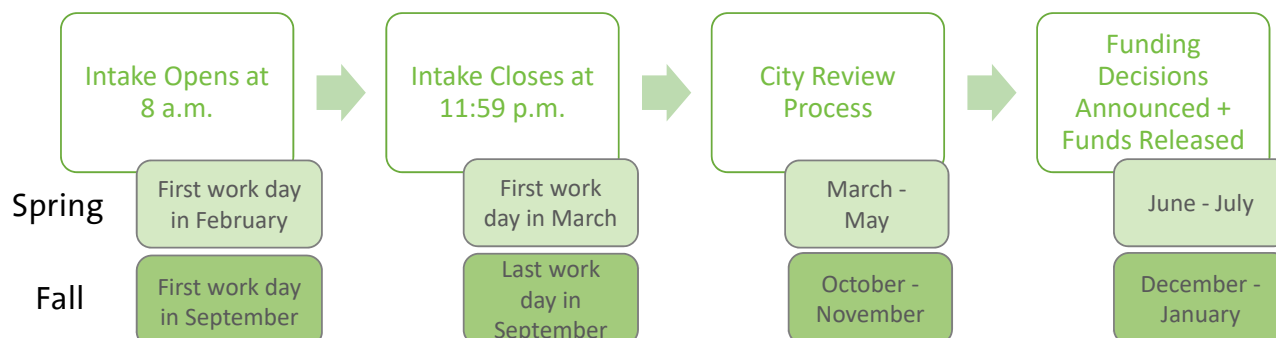 Intake Opens at
8 a.m.
Intake Closes at
11:59 p.m.
City Review
Process
Funding
Decisions
Announced +
Funds Released
Spring
First work day
in February
First work
day in March
March -
May
June - July
Fall
First work day
in September
Last work
day in
September
October -
November
December -
January